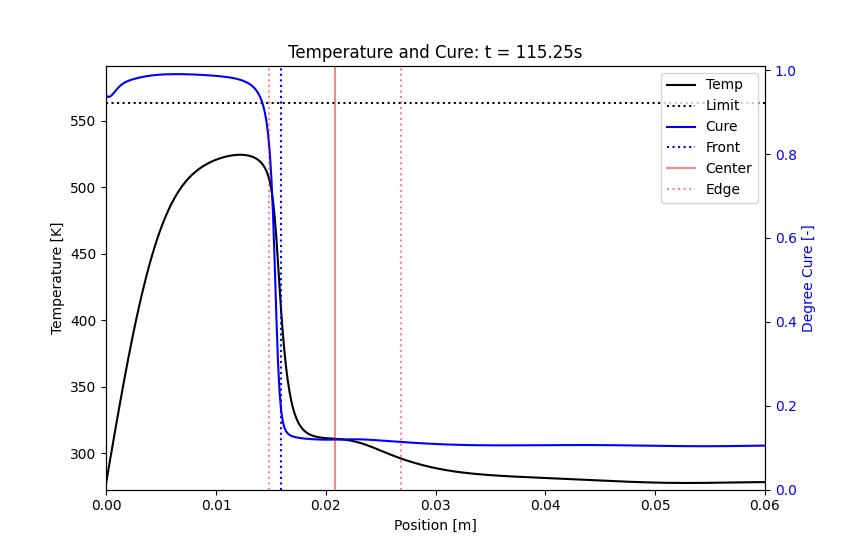 Temperature and Cure: t = 115.25s
Temp
Limit
Cure
Front
Center
Edge
Temperature [K]
550
500
450
400
350
300
Degree Cure [-]
1.0
0.8
0.6
0.4
0.2
0.0
0.00 0.01 0.02 0.03 0.04 0.05 0.06
Position [m]